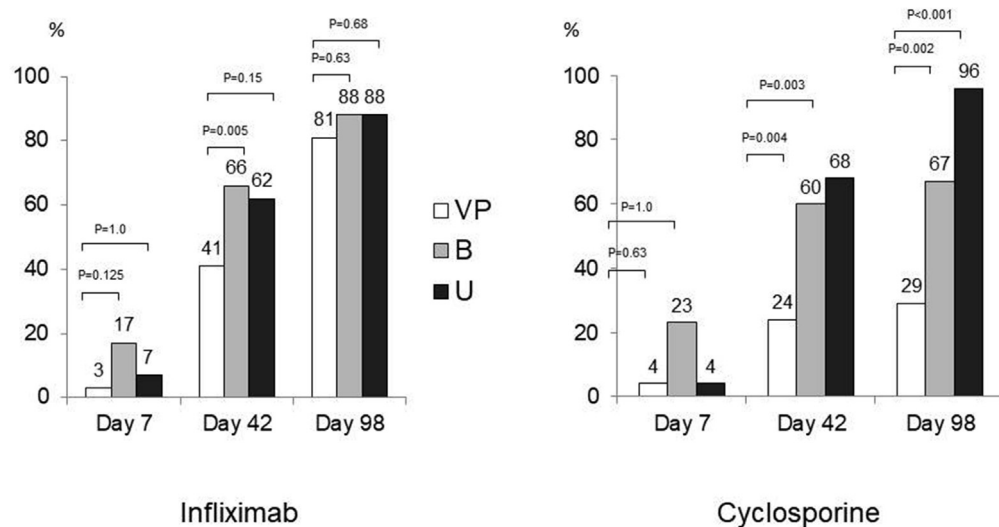 %
P=0.68
P=0.63
P=0.15
P=0.005
P=1.0
P=0.125
100
80
60
40
20
0
3
17
7
41
66
62
81
88
88
Day 7
Day 42
Day 98
Infliximab
VP
B
U
%
P<0.001
P=0.002
P=0.003
P=0.004
P=1.0
P=0.63
100
80
60
40
20
0
4
23
4
24
60
68
29
67
96
Day 7
Day 42
Day 98
Cyclosporine